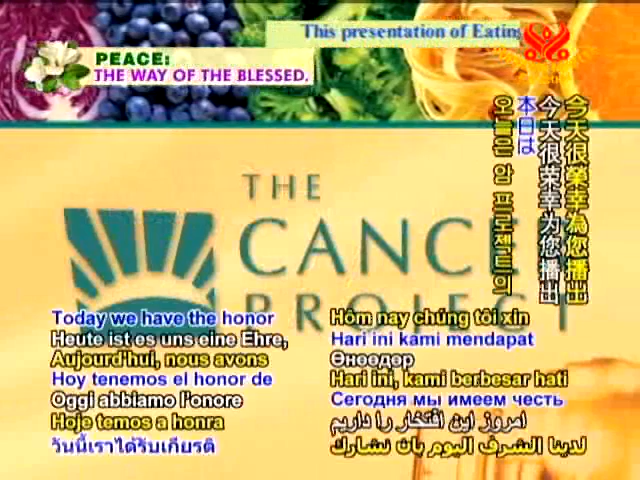 This presentation of Eating
PEACE:
THE WAY OF THE BLESSED.
今天很榮幸為您播出
今天很荣幸为您播出
本日は
오늘은 암 프로젝트의
THE
CANCE
PROJECT
Today we have the honor
Heute ist es uns eine Ehre,
Aujourd'hui, nous avons
Hoy tenemos el honor de
Oggi abbiamo l'onore
Hoje temos a honra
วันนี้เราได้รับเกียรติ
Hôm nay chúng tôi xin
Hari ini kami mendapat
Өнөөдөр
Hari ini, kami berbesar hati
Сегодня мы имеем честь
امروز این افتخار را داریم
لدينا الشرف اليوم بان نشارك